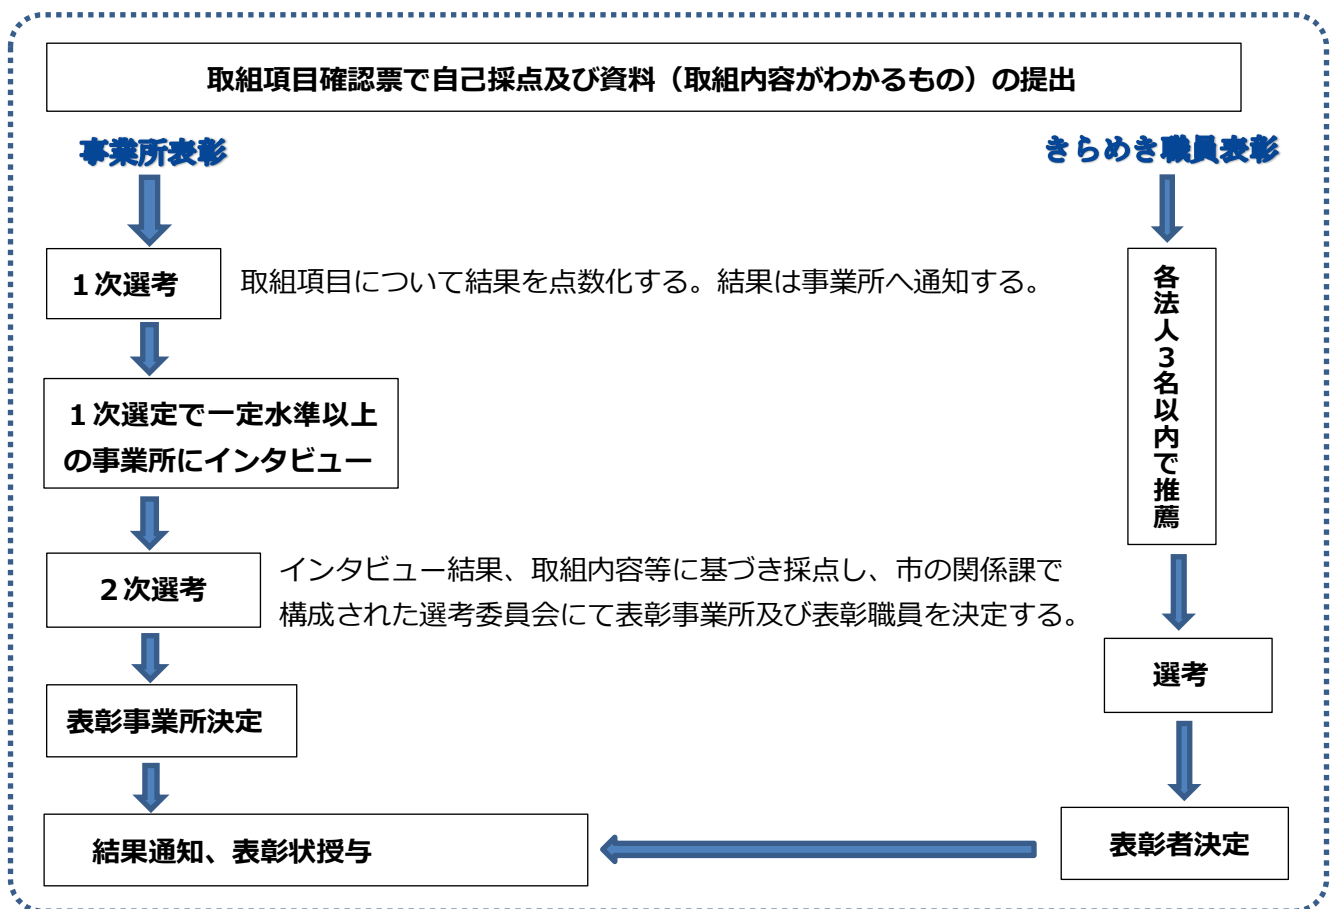 取組項目確認票で自己採点及び資料（取組内容がわかるもの）の提出
事業所表彰
きらめき職員表彰
１次選考
取組項目について結果を点数化する。結果は事業所へ通知する。
各法人３名以内で推薦
１次選定で一定水準以上
の事業所にインタビュー
２次選考
インタビュー結果、取組内容等に基づき採点し、市の関係課で
構成された選考委員会にて表彰事業所及び表彰職員を決定する。
選考
表彰事業所決定
結果通知、表彰状授与
表彰者決定